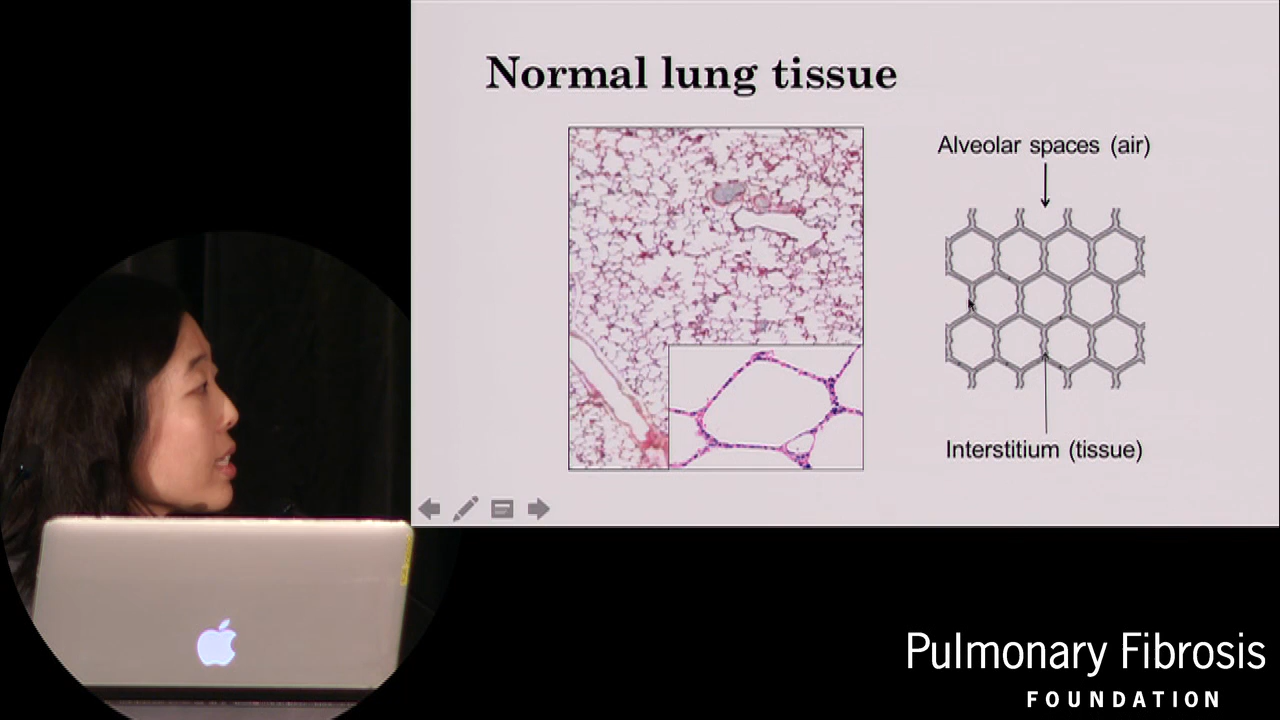 Normal lung tissue
Alveolar spaces (air)
Interstitium (tissue)
Pulmonary Fibrosis
FOUNDATION